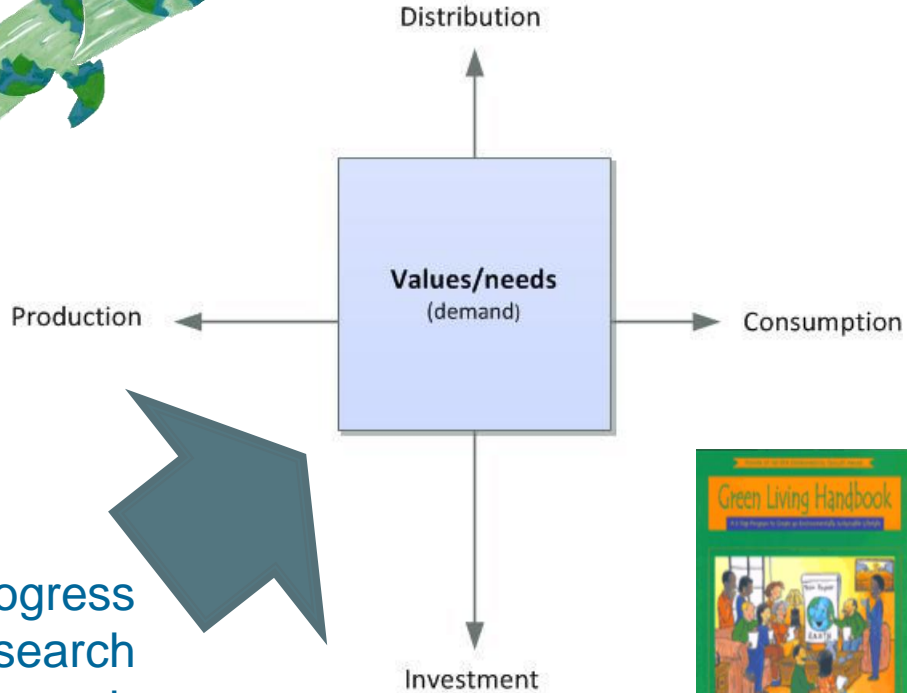 Distribution
Values/needs
(demand)
Production
Consumption
Green Living Handbook
ogress
search
Investment